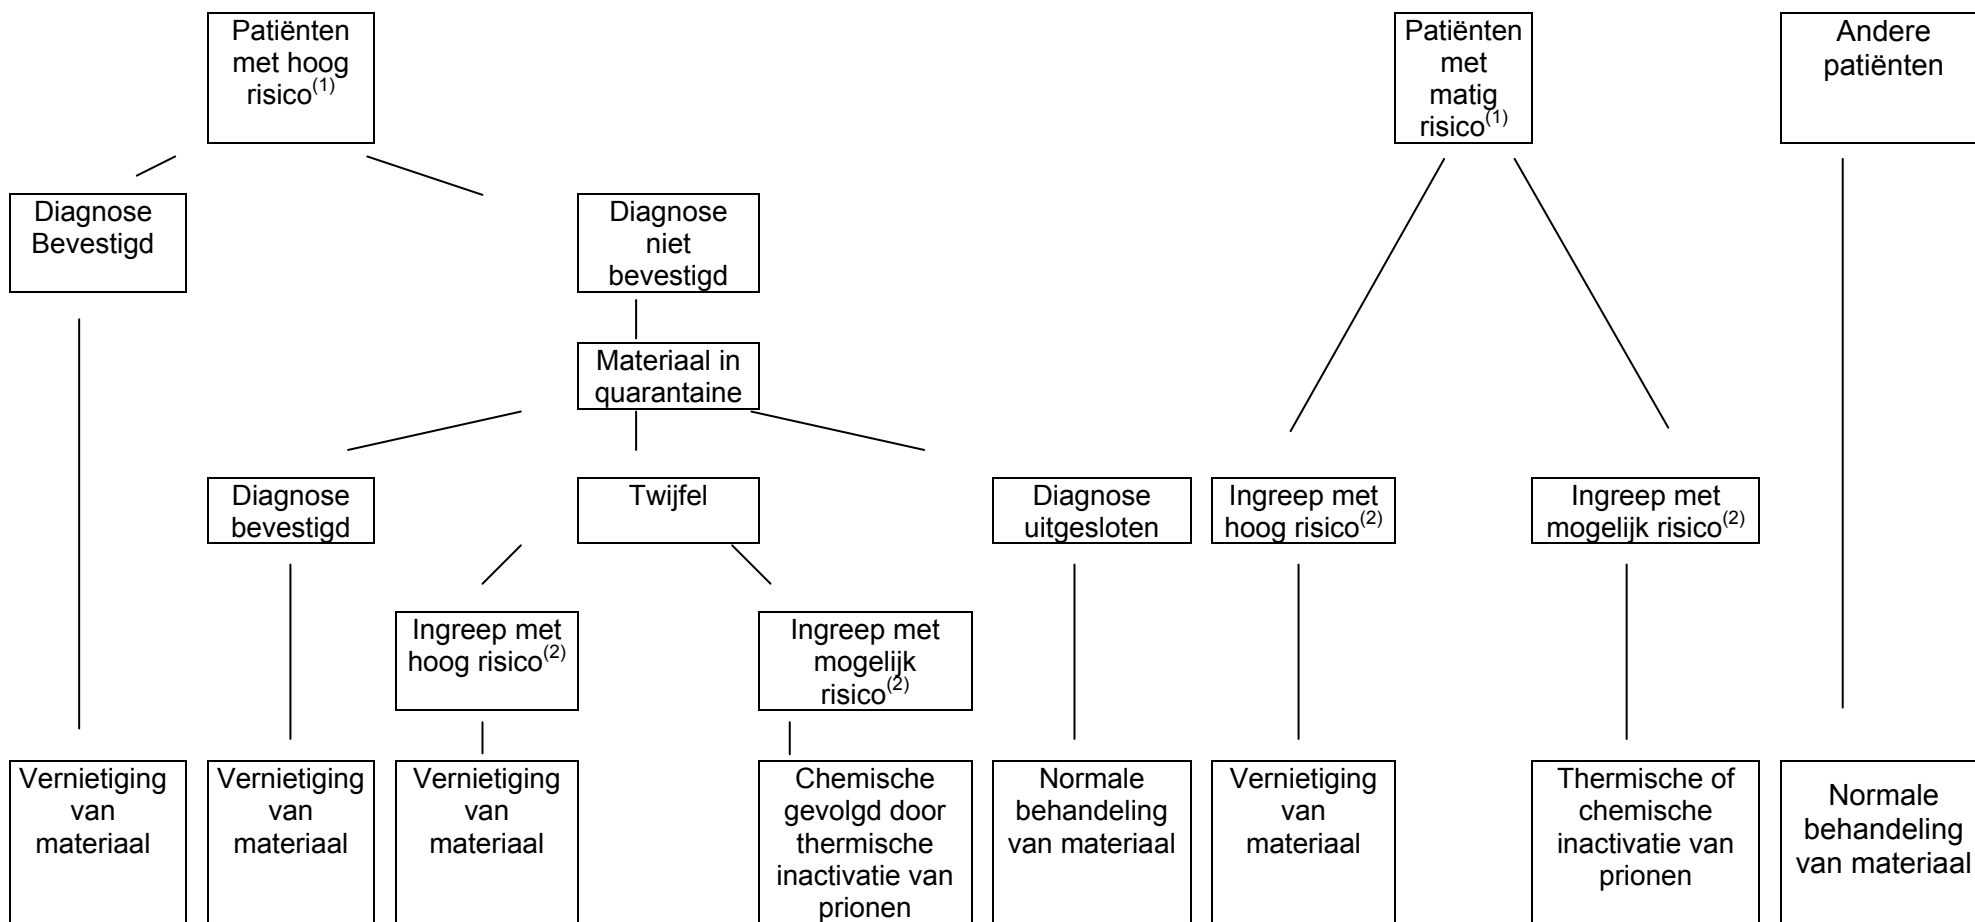 Patiënten
met hoog
risico(1)
Patiënten
met
matig
risico(1)
Andere
patiënten
Diagnose
Bevestigd
Diagnose
niet
bevestigd
Materiaal in
quarantaine
Diagnose
bevestigd
Twijfel
Diagnose
uitgesloten
Ingreep met
hoog risico(2)
Ingreep met
mogelijk risico(2)
Ingreep met
hoog risico(2)
Ingreep met
mogelijk
risico(2)
Vernietiging
van
materiaal
Vernietiging
van
materiaal
Vernietiging
van
materiaal
Chemische
gevolgd door
thermische
inactivatie van
prionen
Normale
behandeling
van materiaal
Vernietiging
van
materiaal
Thermische of
chemische
inactivatie van
prionen
Normale
behandeling
van materiaal